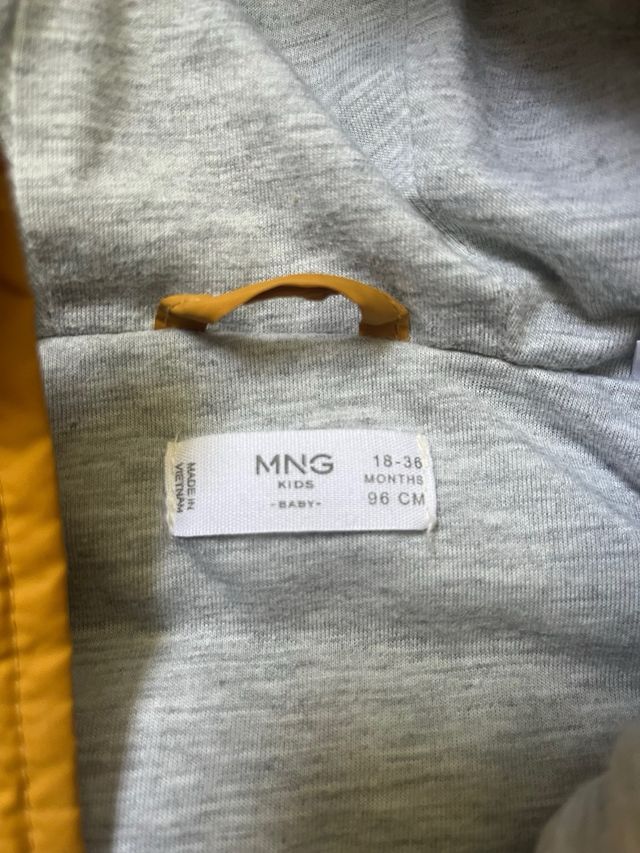 MADE IN
VIETNAM
MNG
KIDS
-BABY-
18-36
MONTHS
96 CM